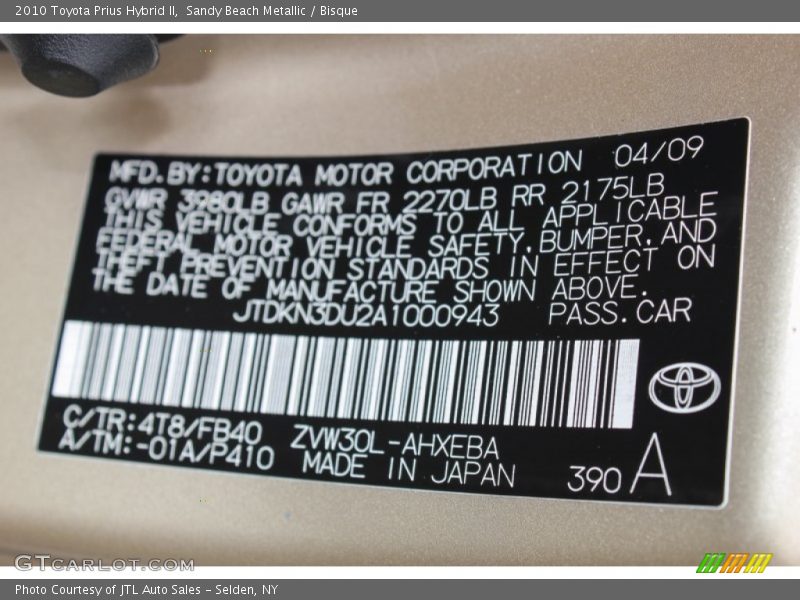 2010 Toyota Prius Hybrid II, Sandy Beach Metallic / Bisque
MFD.BY:TOYOTA MOTOR CORPORATION 04/09
GVWR 3980LB GAWR FR 2270LB RR 2175LB
THIS VEHICLE CONFORMS TO ALL APPLICABLE
FEDERAL MOTOR VEHICLE SAFETY,BUMPER,AND
THEFT PREVENTION STANDARDS IN EFFECT ON
THE DATE OF MANUFACTURE SHOWN ABOVE.
JTDKN3DU2A1000943 PASS.CAR
C/TR:4T8/FB40 ZVW30L-AHXEBA
A/TM:-01A/P410 MADE IN JAPAN 390 A
GTCARLOT.COM
Photo Courtesy of JTL Auto Sales - Selden, NY